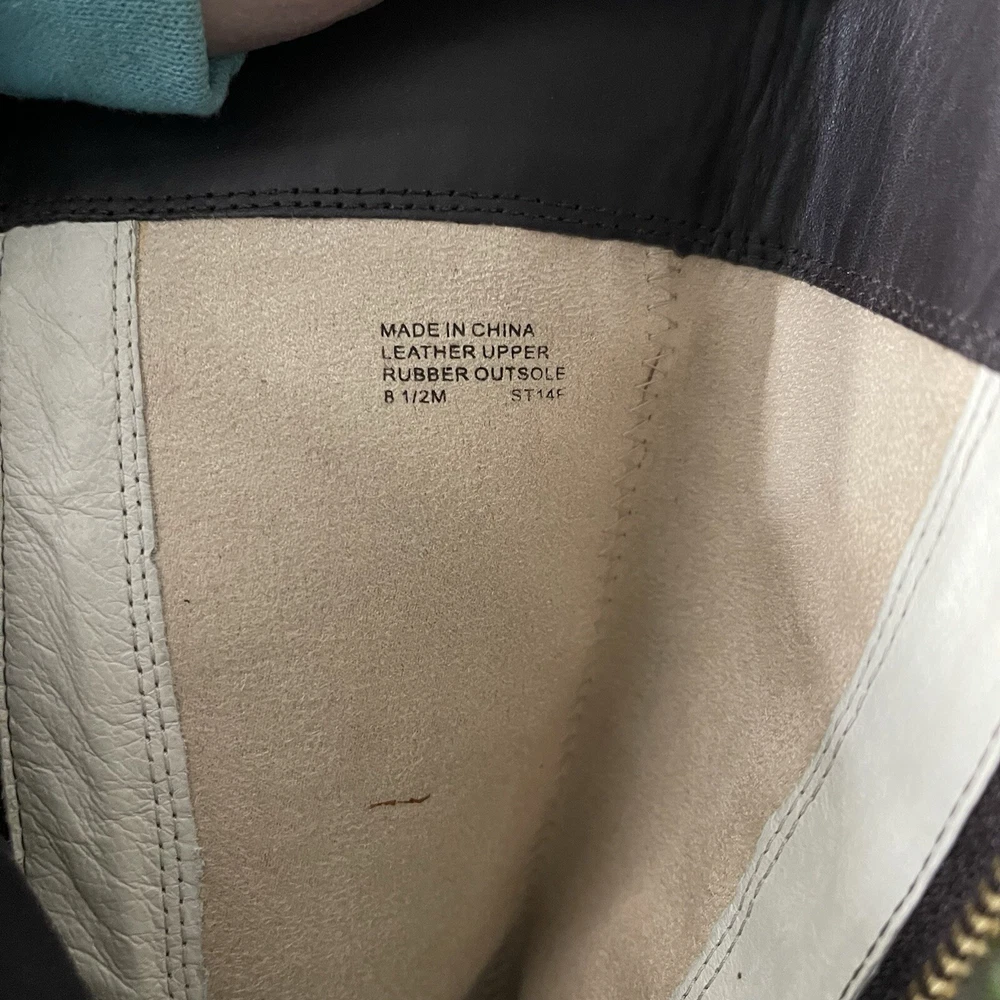 MADE IN CHINA
LEATHER UPPER
RUBBER OUTSOLE
8 1/2M